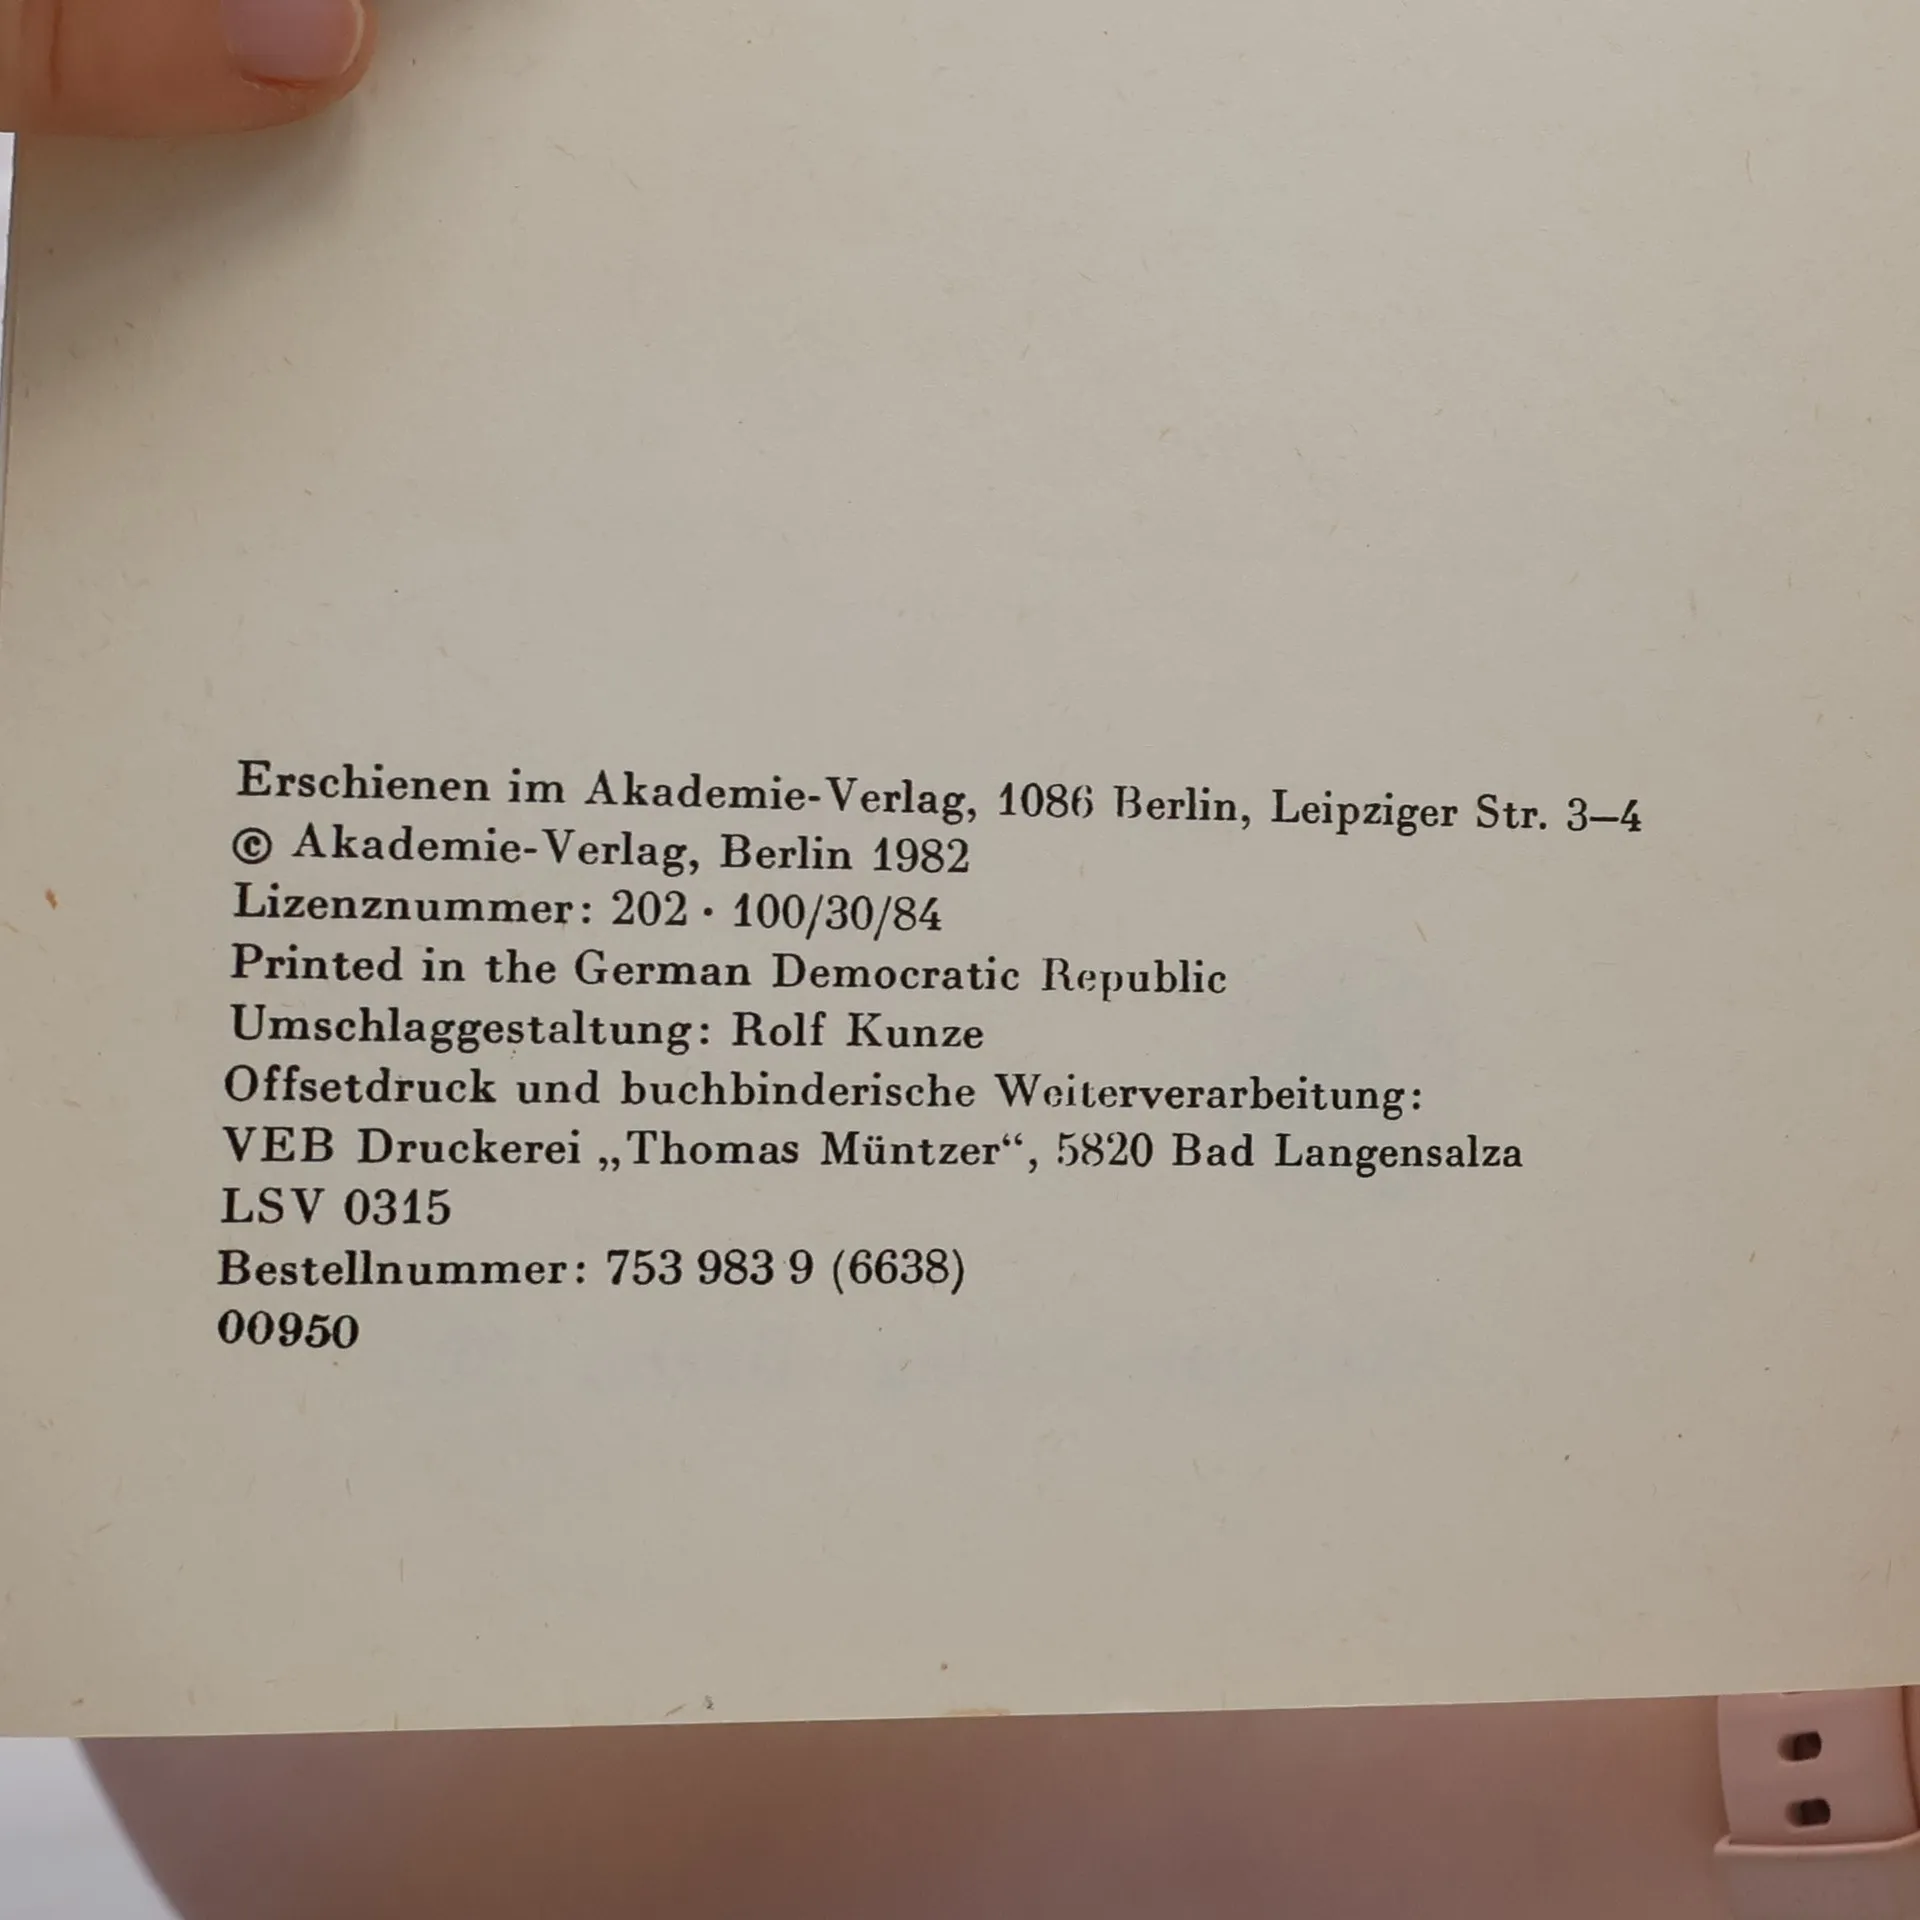 Erschienen im Akademie-Verlag, 1086 Berlin, Leipziger Str. 3–4
© Akademie-Verlag, Berlin 1982
Lizenznummer: 202 · 100/30/84
Printed in the German Democratic Republic
Umschlaggestaltung: Rolf Kunze
Offsetdruck und buchbinderische Weiterverarbeitung:
VEB Druckerei „Thomas Müntzer“, 5820 Bad Langensalza
LSV 0315
Bestellnummer: 753 983 9 (6638)
00950